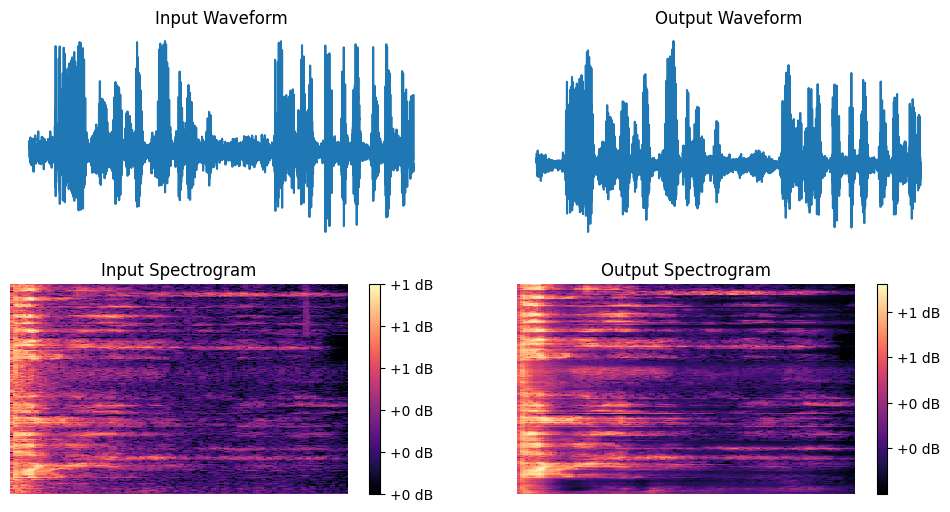 Input Waveform
Output Waveform
Input Spectrogram
+1 dB
+1 dB
+1 dB
+0 dB
+0 dB
+0 dB
Output Spectrogram
+1 dB
+1 dB
+0 dB
+0 dB